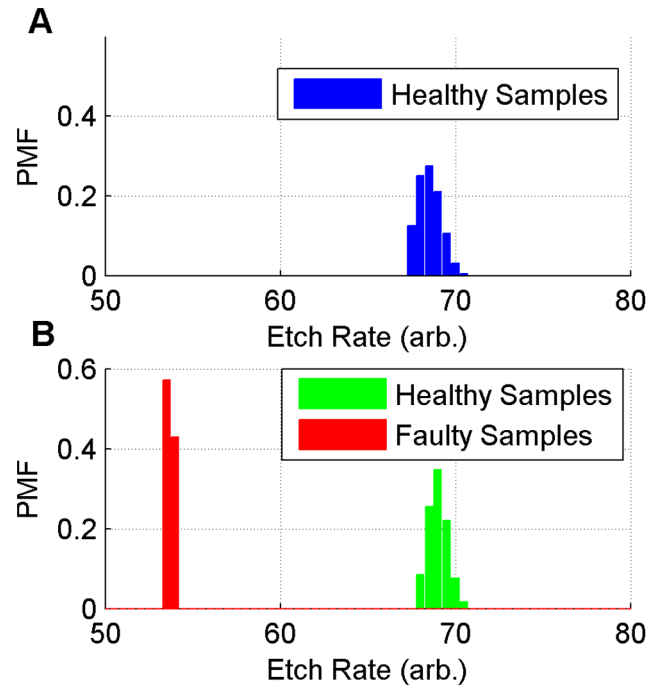 A
Healthy Samples
PMF
0.4
0.2
0
50 60 70 80
Etch Rate (arb.)
B
Healthy Samples
Faulty Samples
PMF
0.6
0.4
0.2
0
50 60 70 80
Etch Rate (arb.)